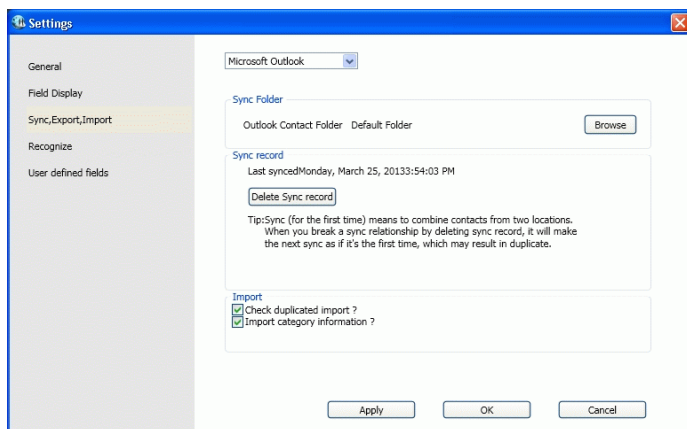 Settings
General
Field Display
Sync,Export,Import
Recognize
User defined fields
Microsoft Outlook
Sync Folder
Outlook Contact Folder Default Folder
Browse
Sync record
Last syncedMonday, March 25, 20133:54:03 PM
Delete Sync record
Tip:Sync (for the first time) means to combine contacts from two locations.
When you break a sync relationship by deleting sync record, it will make
the next sync as if it's the first time, which may result in duplicate.
Import
Check duplicated import ?
Import category information ?
Apply
OK
Cancel